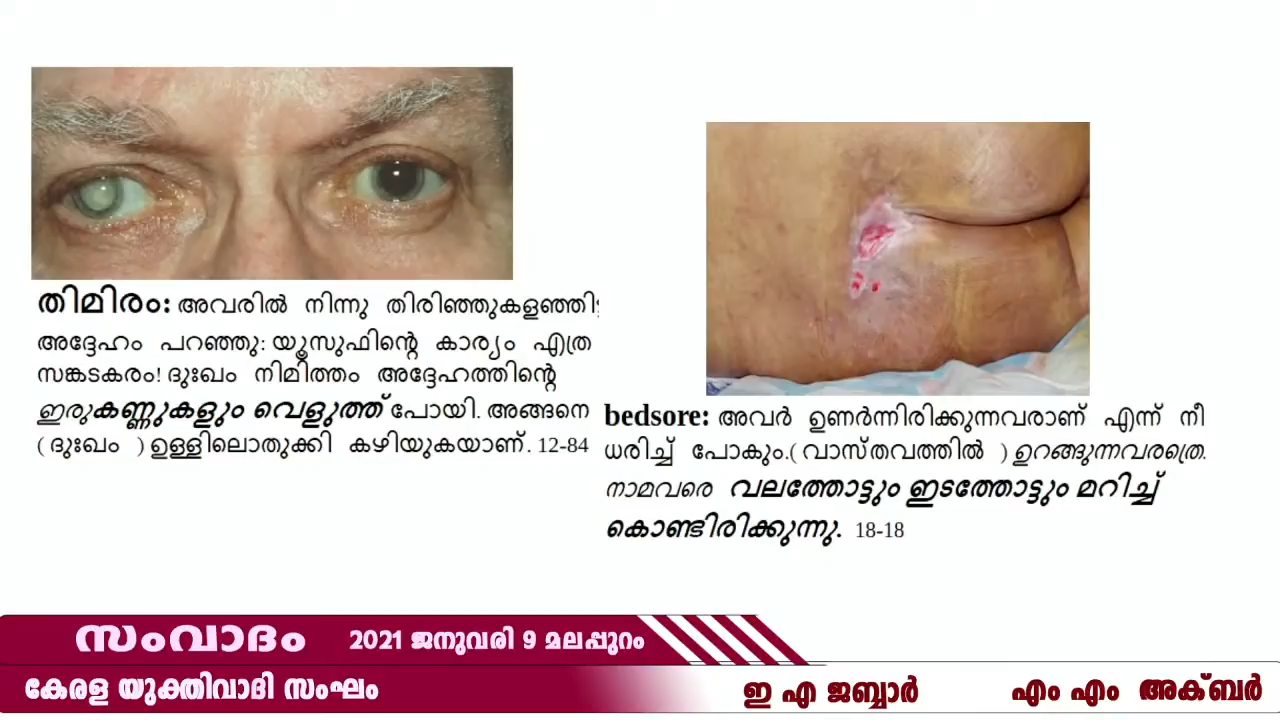 തിമിരം: അവരിൽ നിന്നു തിരിഞ്ഞുകളഞ്ഞി
അദ്ദേഹം പറഞ്ഞു: യൂസുഫിന്റെ കാര്യം എത്ര
സങ്കടകരം! ദുഃഖം നിമിത്തം അദ്ദേഹത്തിന്റെ
ഇരുകണ്ണുകളും വെളുത്ത് പോയി. അങ്ങനെ
( ദുഃഖം ) ഉള്ളിലൊതുക്കി കഴിയുകയാണ്. 12-84
bedsore: അവർ ഉണർന്നിരിക്കുന്നവരാണ് എന്ന് നീ
ധരിച്ച് പോകും.( വാസ്തവത്തിൽ ) ഉറങ്ങുന്നവരത്രെ.
നാമവരെ വലത്തോട്ടും ഇടത്തോട്ടും മറിച്ച്
കൊണ്ടിരിക്കുന്നു. 18-18
സംവാദം 2021 ജനുവരി 9 മലപ്പുറം
കേരള യുക്തിവാദി സംഘം
ഇ എ ജബ്ബാർ എം എം അക്ബർ